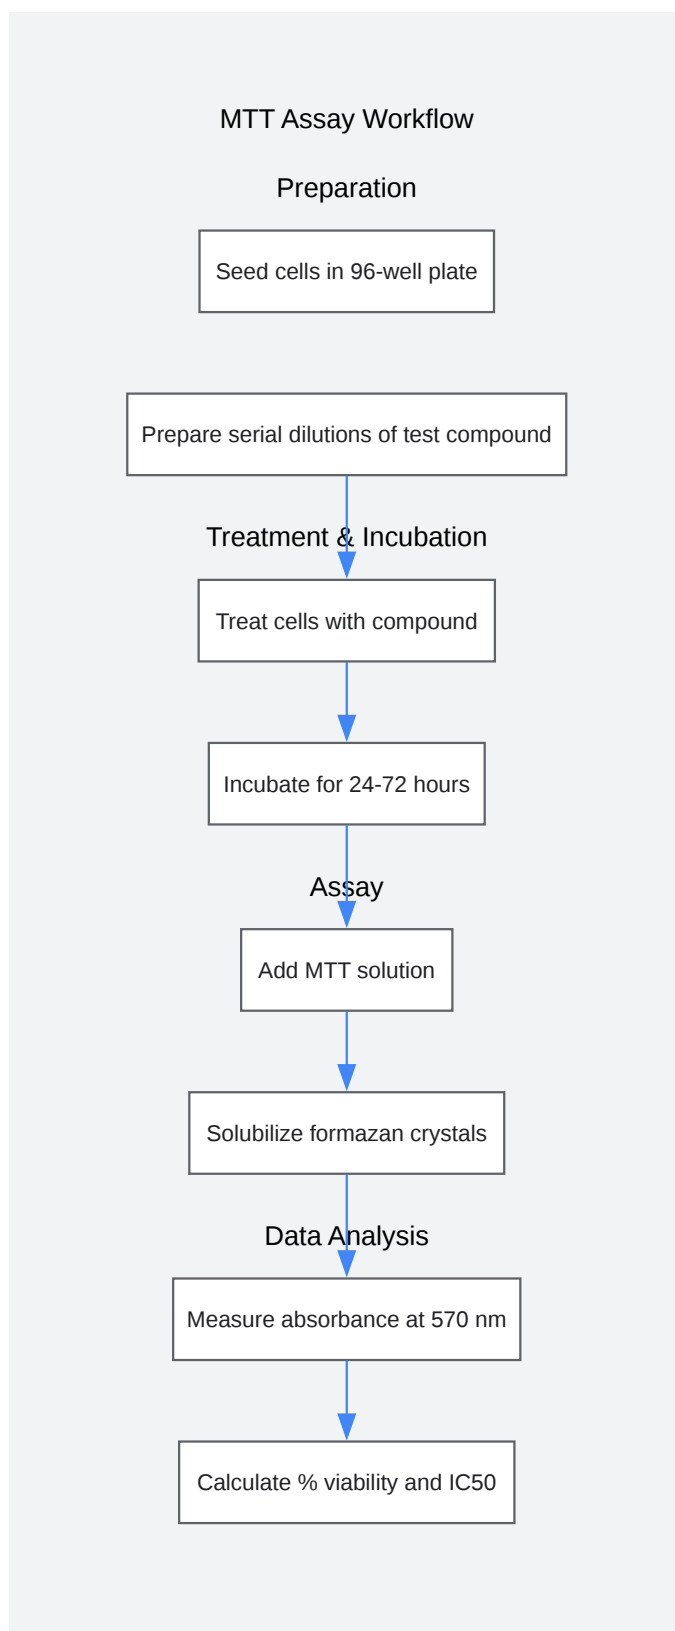 MTT Assay Workflow
Preparation
Seed cells in 96-well plate
Prepare serial dilutions of test compound
Treatment & Incubation
Treat cells with compound
Incubate for 24-72 hours
Assay
Add MTT solution
Solubilize formazan crystals
Data Analysis
Measure absorbance at 570 nm
Calculate % viability and IC50